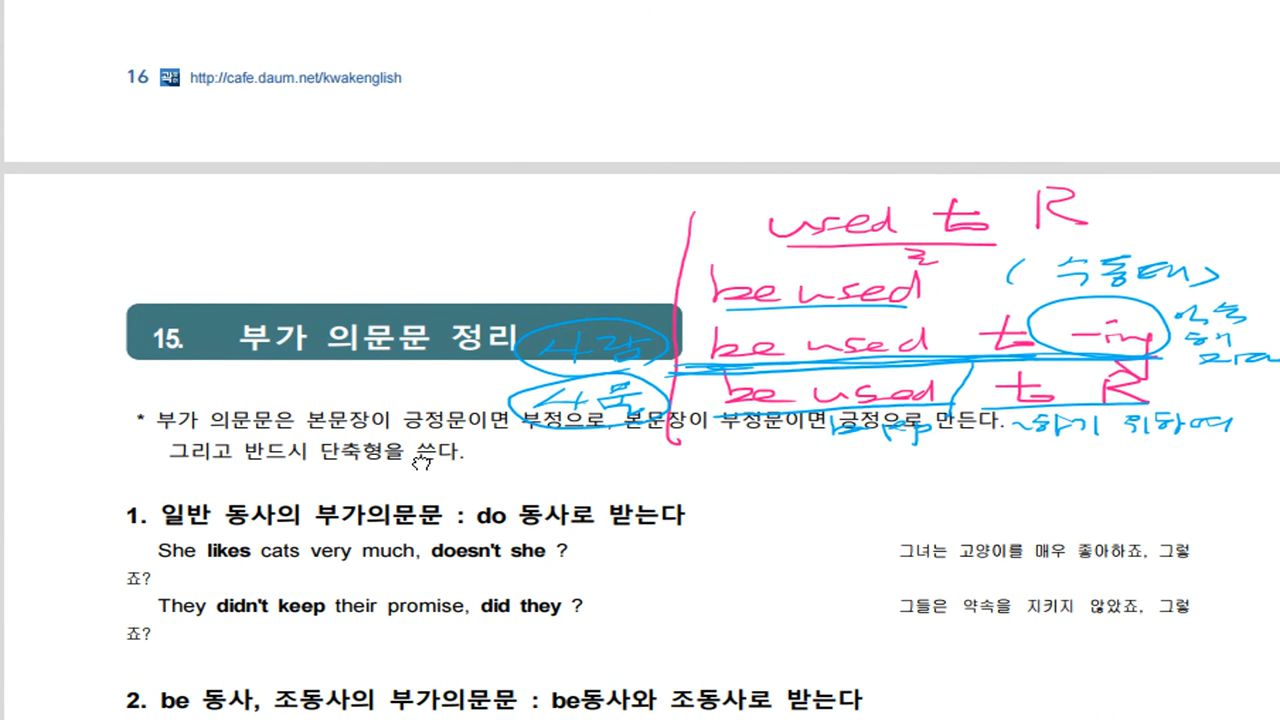 16 곽 http://cafe.daum.net/kwakenglish
used to R
be used (수동태)
15. 부가 의문문 정리
사람 be used to -ing 익숙해지다
사물 be used to R
be pp ~하기 위하여
* 부가 의문문은 본문장이 긍정문이면 부정으로, 본문장이 부정문이면 긍정으로 만든다.
그리고 반드시 단축형을 쓴다.
1. 일반 동사의 부가의문문 : do 동사로 받는다
She likes cats very much, doesn't she ? 그녀는 고양이를 매우 좋아하죠, 그렇
죠?
They didn't keep their promise, did they ? 그들은 약속을 지키지 않았죠, 그렇
죠?
2. be 동사, 조동사의 부가의문문 : be동사와 조동사로 받는다